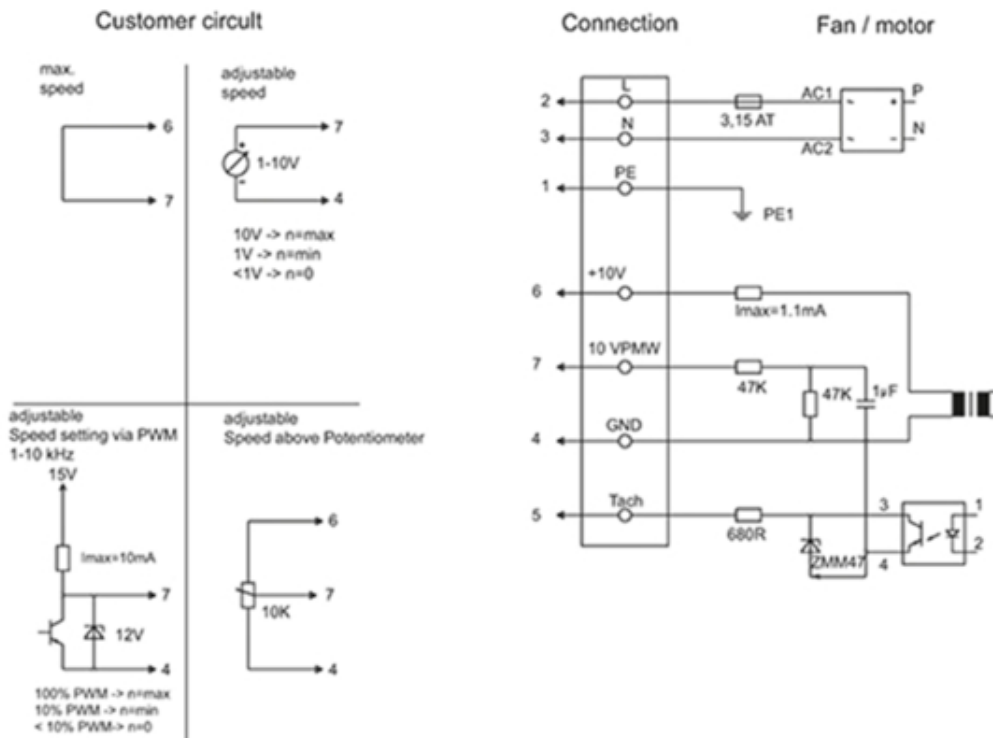 Customer circuit
Connection
Fan / motor
max.
speed
6
7
adjustable
speed
7
+
1-10V
-
4
10V -> n=max
1V -> n=min
<1V -> n=0
adjustable
Speed setting via PWM
1-10 kHz
15V
Imax=10mA
7
12V
4
100% PWM -> n=max
10% PWM -> n=min
< 10% PWM-> n=0
adjustable
Speed above Potentiometer
6
7
10K
4
2
L
3,15 AT
AC1
~
+
P
3
N
AC2
~
-
N
1
PE
PE1
6
+10V
Imax=1.1mA
7
10 VPMW
47K
47K
1µF
4
GND
5
Tach
680R
ZMM47
3
4
1
2